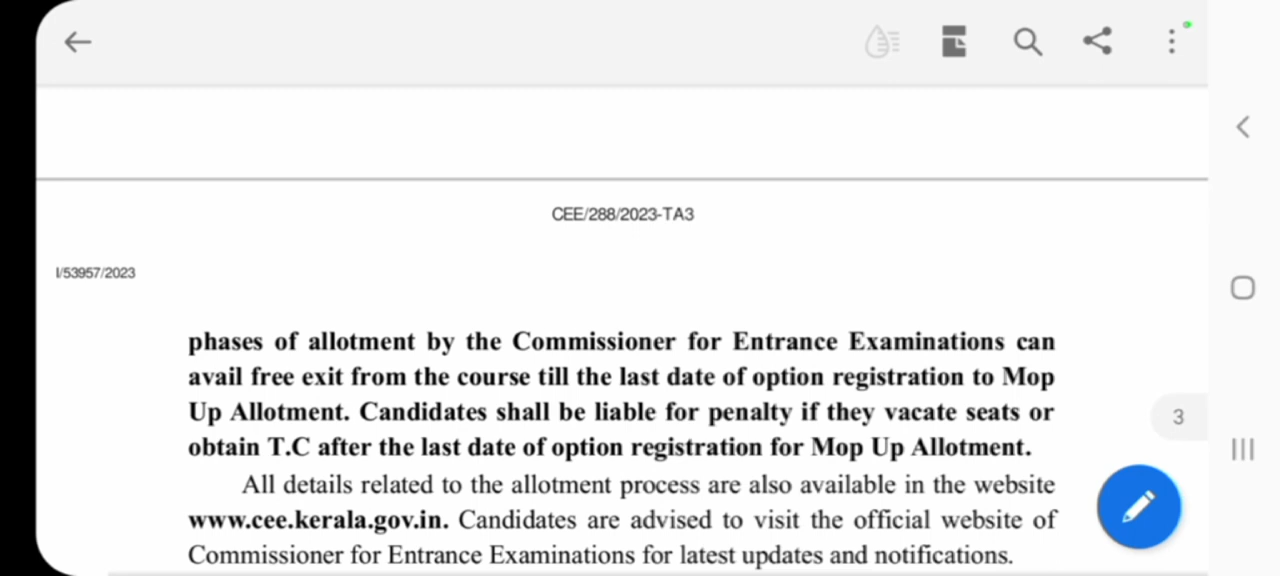 CEE/288/2023-TA3
I/53957/2023
phases of allotment by the Commissioner for Entrance Examinations can
avail free exit from the course till the last date of option registration to Mop
Up Allotment. Candidates shall be liable for penalty if they vacate seats or
obtain T.C after the last date of option registration for Mop Up Allotment.
3
All details related to the allotment process are also available in the website
www.cee.kerala.gov.in. Candidates are advised to visit the official website of
Commissioner for Entrance Examinations for latest updates and notifications.